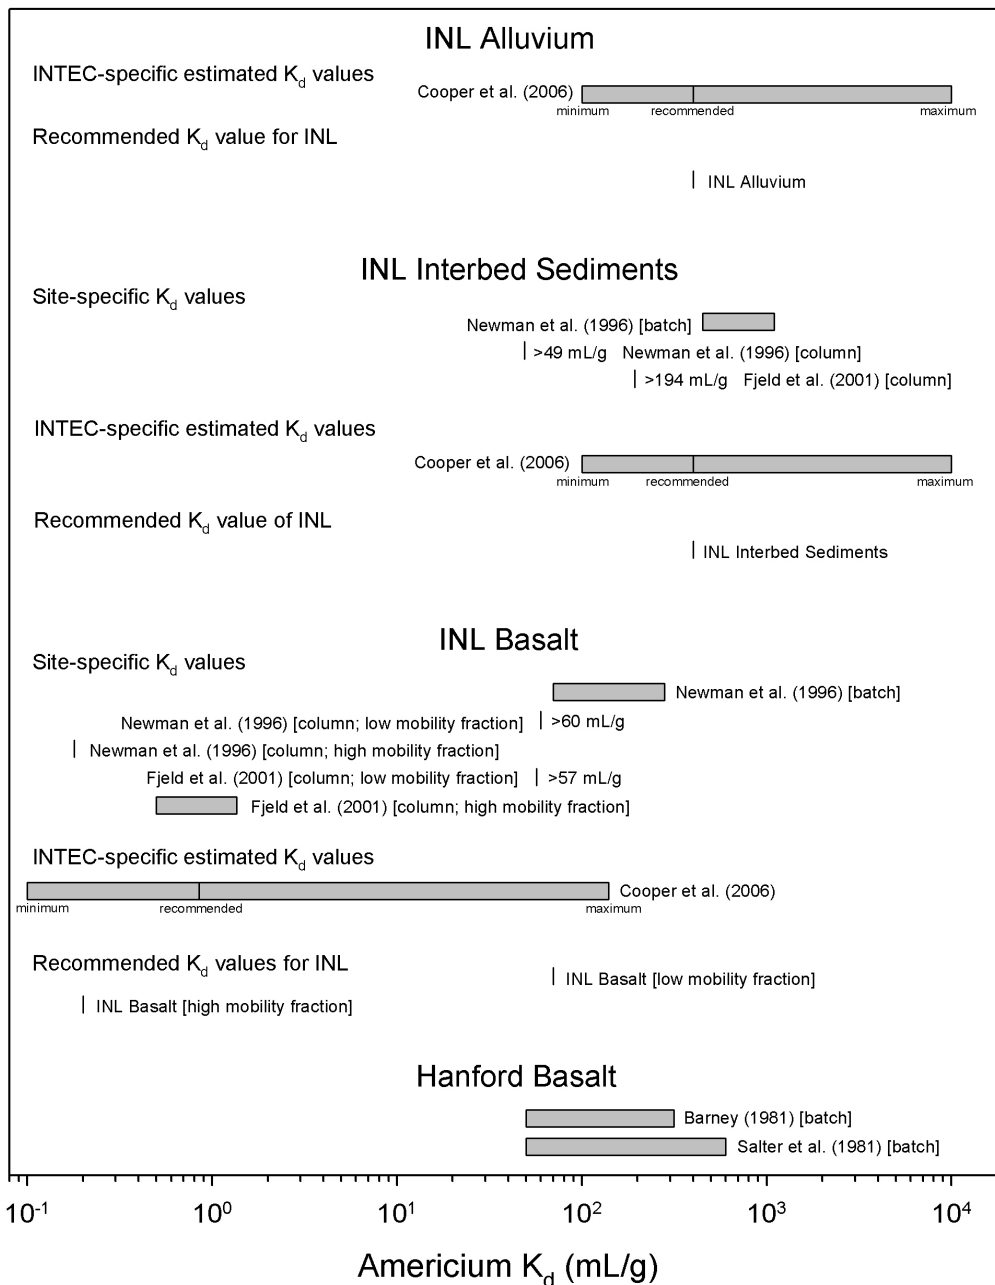 INL Alluvium
INTEC-specific estimated Kd values
Cooper et al. (2006)
minimum recommended maximum
Recommended Kd value for INL
INL Alluvium
INL Interbed Sediments
Site-specific Kd values
Newman et al. (1996) [batch]
>49 mL/g Newman et al. (1996) [column]
>194 mL/g Fjeld et al. (2001) [column]
INTEC-specific estimated Kd values
Cooper et al. (2006)
minimum recommended maximum
Recommended Kd value of INL
INL Interbed Sediments
INL Basalt
Site-specific Kd values
Newman et al. (1996) [batch]
Newman et al. (1996) [column; low mobility fraction] >60 mL/g
Newman et al. (1996) [column; high mobility fraction]
Fjeld et al. (2001) [column; low mobility fraction] >57 mL/g
Fjeld et al. (2001) [column; high mobility fraction]
INTEC-specific estimated Kd values
Cooper et al. (2006)
minimum recommended maximum
Recommended Kd values for INL
INL Basalt [low mobility fraction]
INL Basalt [high mobility fraction]
Hanford Basalt
Barney (1981) [batch]
Salter et al. (1981) [batch]
10-1 100 101 102 103 104
Americium Kd (mL/g)